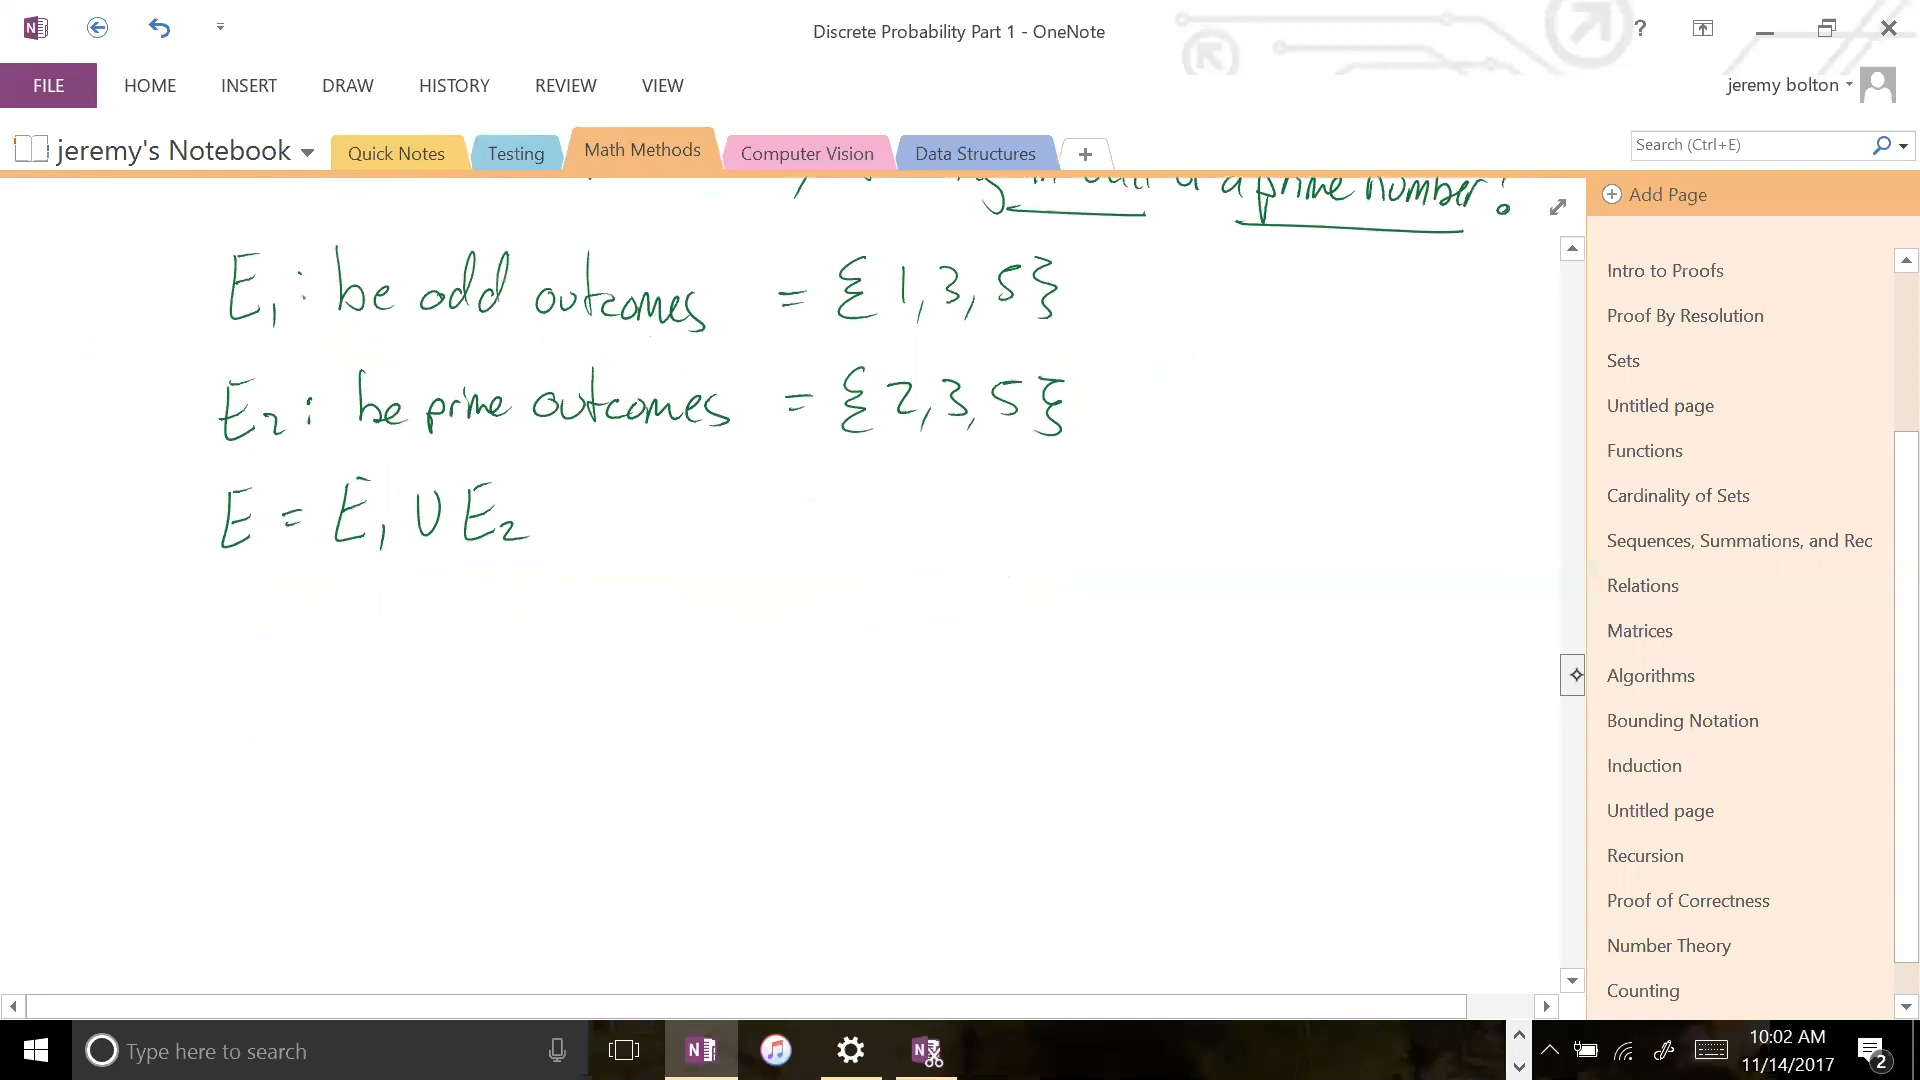 Discrete Probability Part 1 - OneNote
?
FILE HOME INSERT DRAW HISTORY REVIEW VIEW
jeremy bolton
jeremy's Notebook Quick Notes Testing Math Methods Computer Vision Data Structures +
Search (Ctrl+E)
Add Page
a prime number?
E₁ : be odd outcomes = {1, 3, 5}
E₂ : be prime outcomes = {2, 3, 5}
E = E₁ ∪ E₂
Intro to Proofs
Proof By Resolution
Sets
Untitled page
Functions
Cardinality of Sets
Sequences, Summations, and Rec
Relations
Matrices
Algorithms
Bounding Notation
Induction
Untitled page
Recursion
Proof of Correctness
Number Theory
Counting
Type here to search
10:02 AM
11/14/2017
2